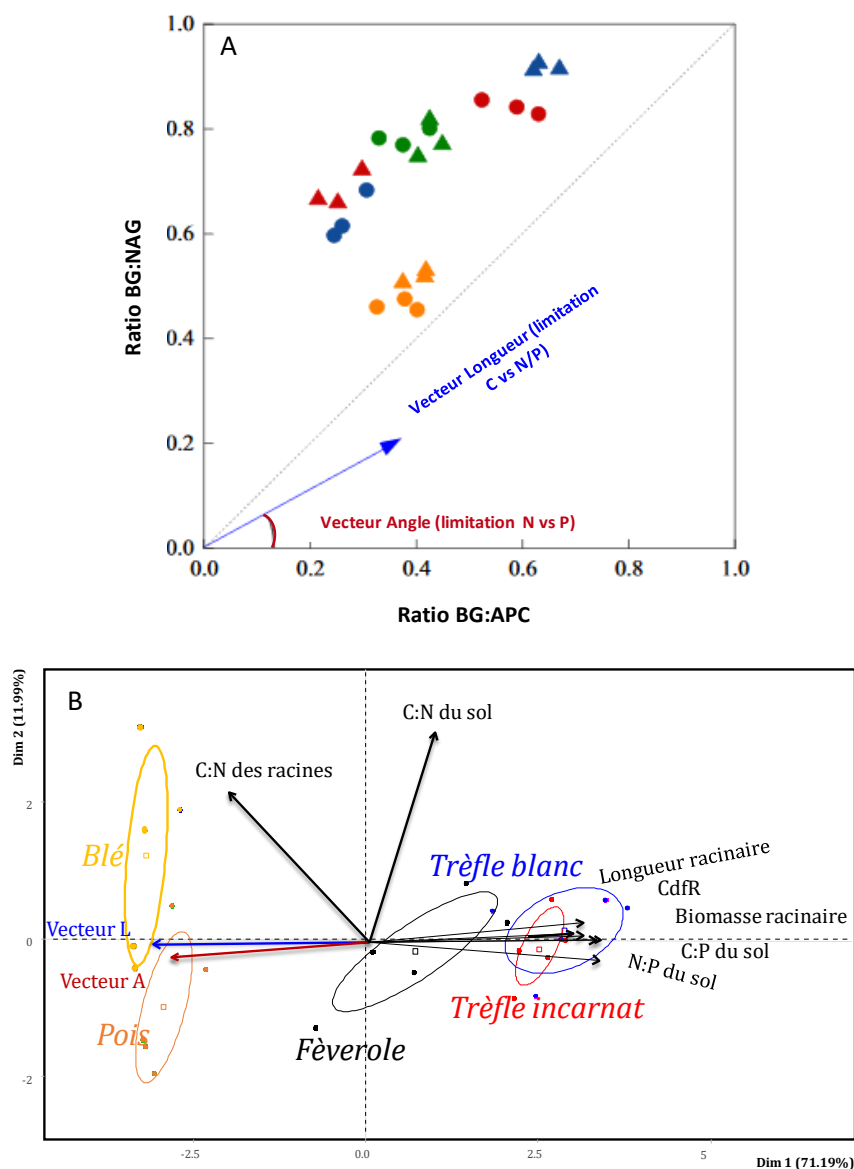 A
1.0
0.8
0.6
0.4
0.2
0.0
Ratio BG:NAG
Vecteur Longueur (limitation
C vs N/P)
Vecteur Angle (limitation N vs P)
0.0 0.2 0.4 0.6 0.8 1.0
Ratio BG:APC
B
Dim 2 (11.99%)
2
0
-2
C:N du sol
C:N des racines
Blé
Trèfle blanc
Longueur racinaire
CdfR
Biomasse racinaire
Vecteur L
C:P du sol
N:P du sol
Vecteur A
Trèfle incarnat
Pois
Fèverole
-2.5 0.0 2.5 5
Dim 1 (71.19%)